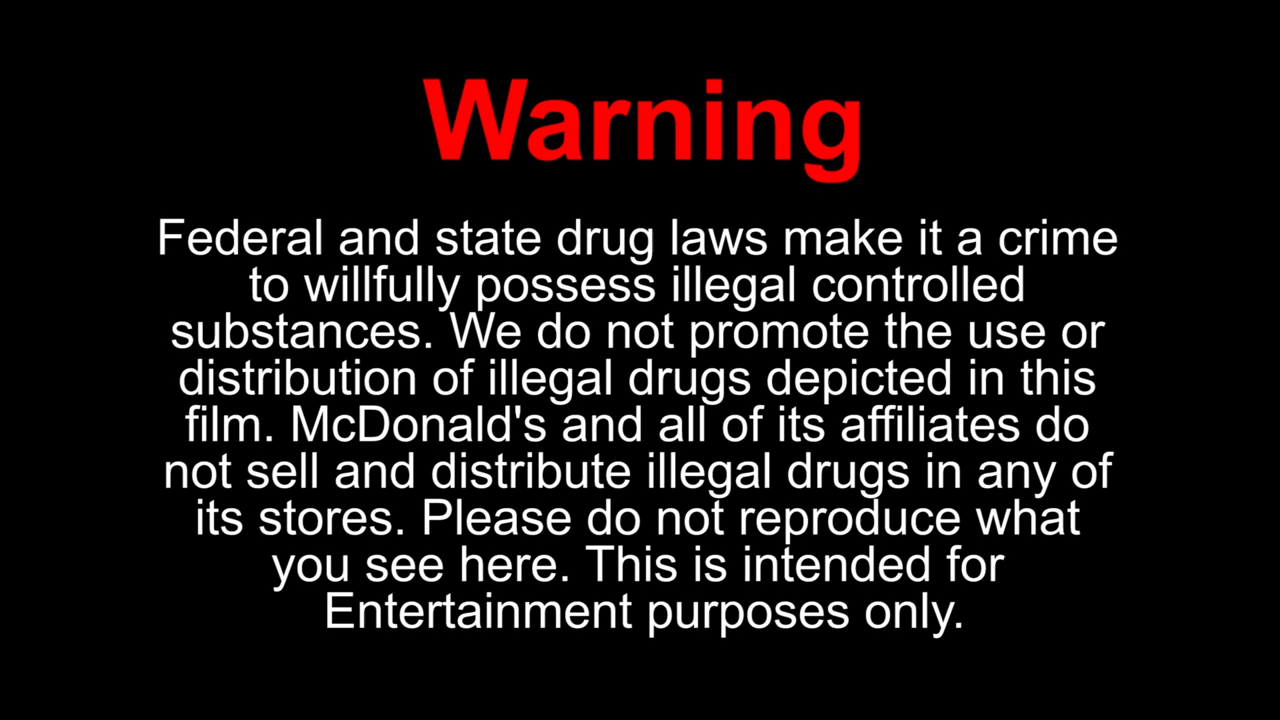 Warning
Federal and state drug laws make it a crime
to willfully possess illegal controlled
substances. We do not promote the use or
distribution of illegal drugs depicted in this
film. McDonald's and all of its affiliates do
not sell and distribute illegal drugs in any of
its stores. Please do not reproduce what
you see here. This is intended for
Entertainment purposes only.